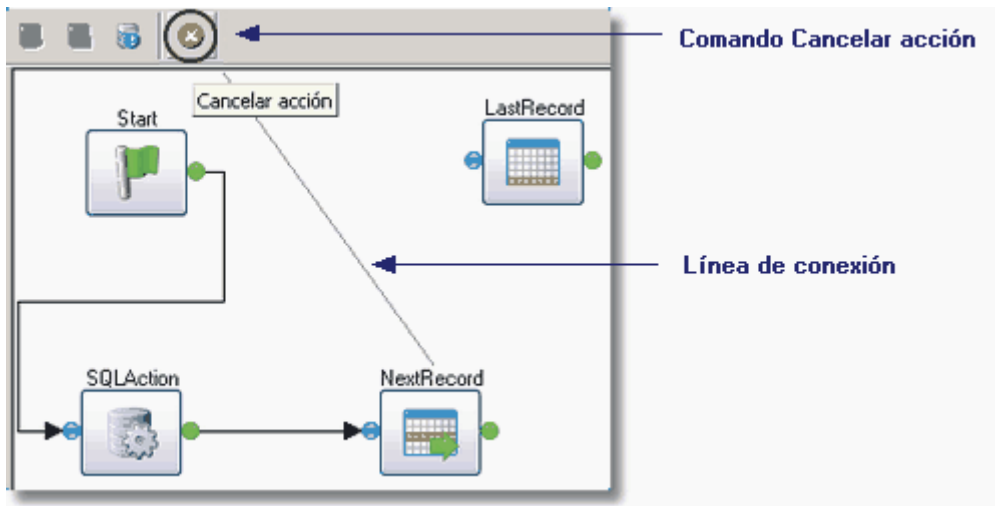 Comando Cancelar acción
Cancelar acción
Start
LastRecord
Línea de conexión
SQLAction
NextRecord